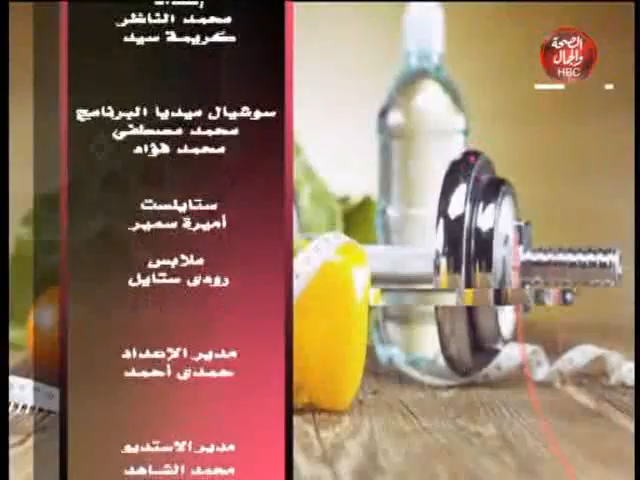 إعداد
محمد الناظر
كريمة سيد
سوشيال ميديا البرنامج
محمد مصطفى
محمد فؤاد
ستايلست
أميرة سمير
ملابس
رودى ستايل
مدير الإعداد
حمدى أحمد
مدير الاستديو
محمد الشاهد
الصحة
والجمال
HBC